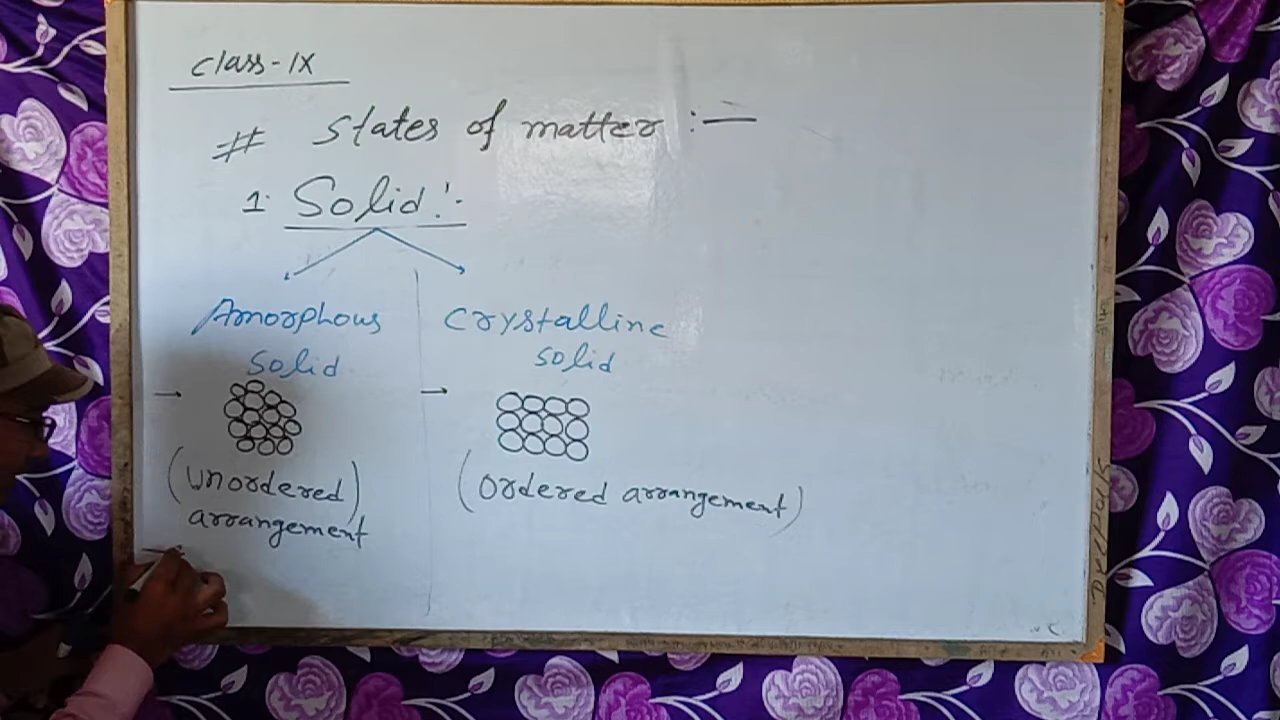 Class-IX
# States of matter :—
1. Solid :-
Amorphous
solid
Crystalline
solid
→
→
(unordered)
arrangement
(Ordered arrangement)